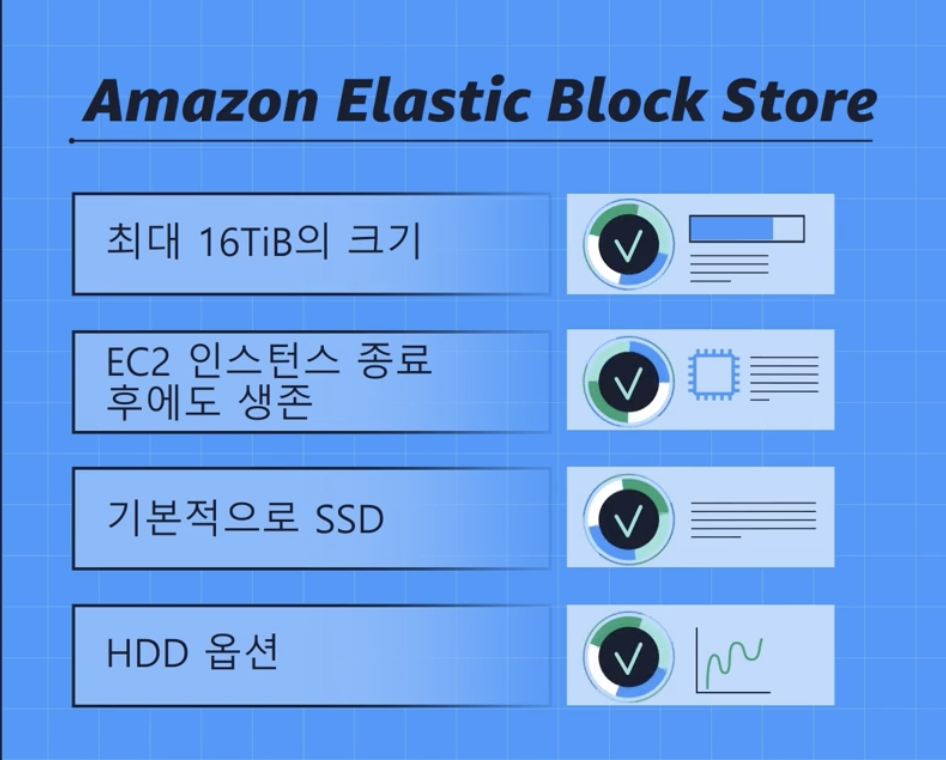 Amazon Elastic Block Store
최대 16TiB의 크기
EC2 인스턴스 종료
후에도 생존
기본적으로 SSD
HDD 옵션